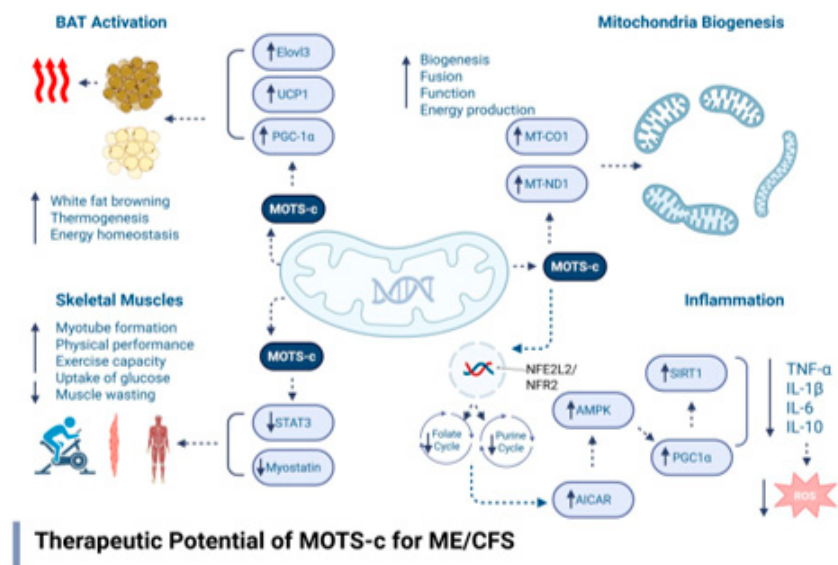 BAT Activation
Elovl3
UCP1
PGC-1α
MOTS-c
White fat browning
Thermogenesis
Energy homeostasis
Mitochondria Biogenesis
Biogenesis
Fusion
Function
Energy production
MT-CO1
MT-ND1
MOTS-c
Skeletal Muscles
Myotube formation
Physical performance
Exercise capacity
Uptake of glucose
Muscle wasting
MOTS-c
STAT3
Myostatin
Inflammation
NFE2L2/
NFR2
Folate
Cycle
Purine
Cycle
AICAR
AMPK
PGC1α
SIRT1
TNF-α
IL-1β
IL-6
IL-10
ROS
Therapeutic Potential of MOTS-c for ME/CFS